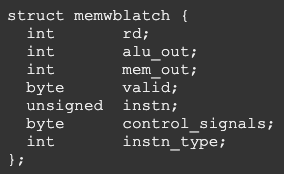 struct memwblatch {
  int       rd;
  int       alu_out;
  int       mem_out;
  byte      valid;
  unsigned  instn;
  byte      control_signals;
  int       instn_type;
};